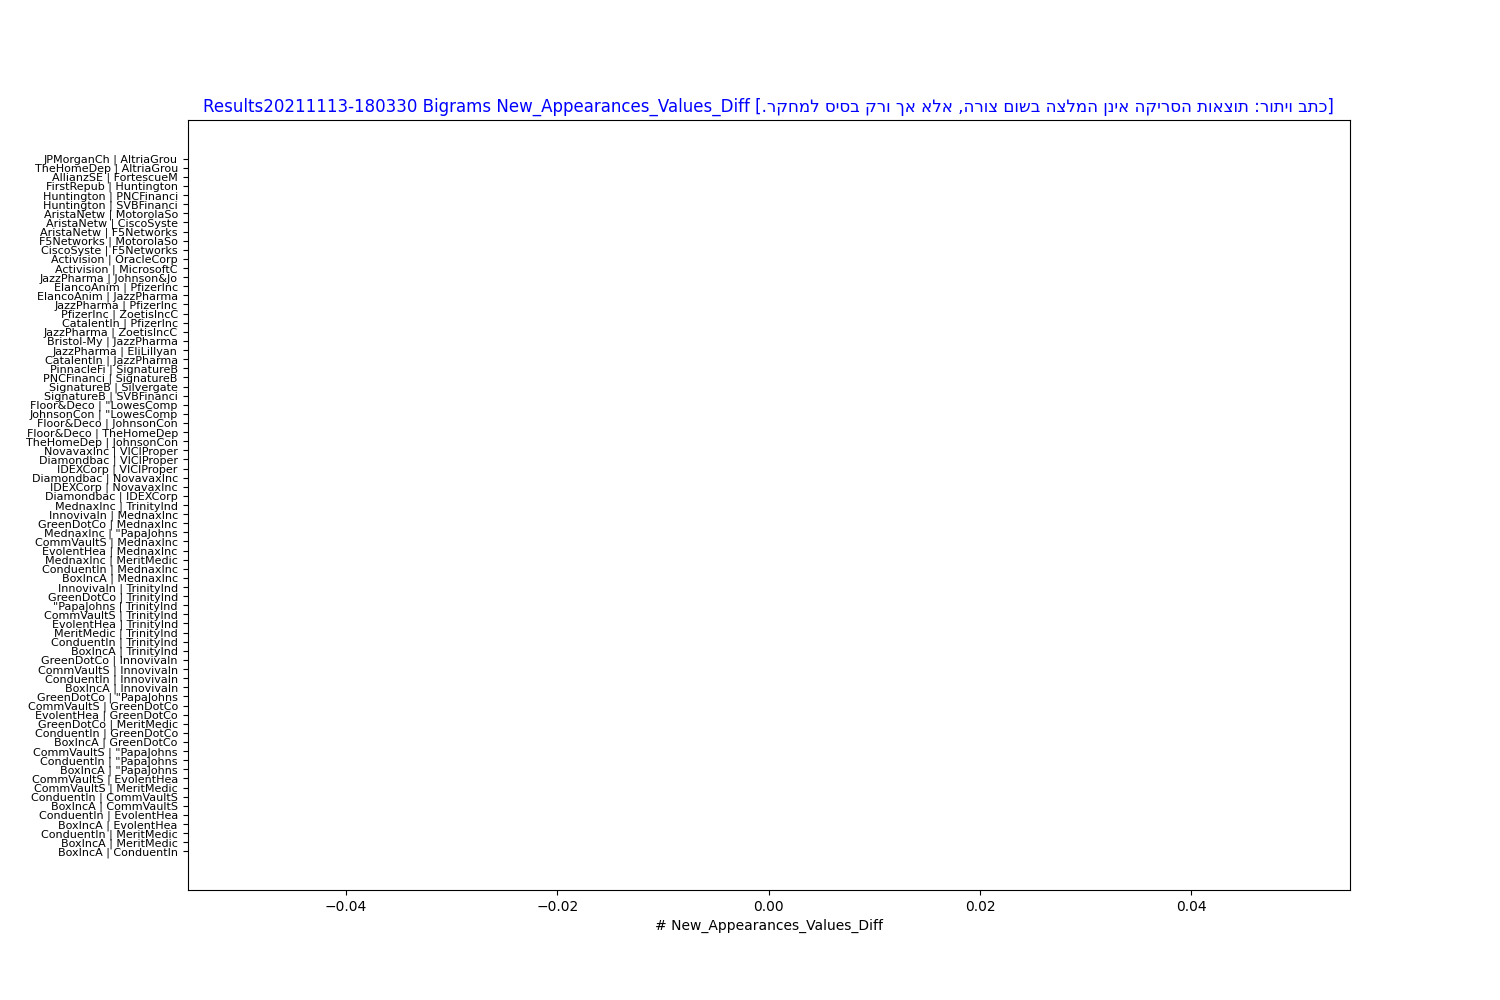 Results20211113-180330 Bigrams New_Appearances_Values_Diff [כתב ויתור: תוצאות הסריקה אינן המלצה בשום צורה, אלא אך ורק בסיס למחקר.]
JPMorganCh | AltriaGrou
TheHomeDep | AltriaGrou
AllianzSE | FortescueM
FirstRepub | Huntington
Huntington | PNCFinanci
Huntington | SVBFinanci
AristaNetw | MotorolaSo
AristaNetw | CiscoSyste
AristaNetw | F5Networks
F5Networks | MotorolaSo
CiscoSyste | F5Networks
Activision | OracleCorp
Activision | MicrosoftC
JazzPharma | Johnson&Jo
ElancoAnim | PfizerInc
ElancoAnim | JazzPharma
JazzPharma | PfizerInc
PfizerInc | ZoetisIncC
CatalentIn | PfizerInc
JazzPharma | ZoetisIncC
Bristol-My | JazzPharma
JazzPharma | EliLillyan
CatalentIn | JazzPharma
PinnacleFi | SignatureB
PNCFinanci | SignatureB
SignatureB | Silvergate
SignatureB | SVBFinanci
Floor&Deco | "LowesComp
JohnsonCon | "LowesComp
Floor&Deco | JohnsonCon
Floor&Deco | TheHomeDep
TheHomeDep | JohnsonCon
NovavaxInc | VICIProper
Diamondbac | VICIProper
IDEXCorp | VICIProper
Diamondbac | NovavaxInc
IDEXCorp | NovavaxInc
Diamondbac | IDEXCorp
MednaxInc | TrinityInd
InnovivaIn | MednaxInc
GreenDotCo | MednaxInc
MednaxInc | "PapaJohns
CommVaultS | MednaxInc
EvolentHea | MednaxInc
MednaxInc | MeritMedic
ConduentIn | MednaxInc
BoxIncA | MednaxInc
InnovivaIn | TrinityInd
GreenDotCo | TrinityInd
"PapaJohns | TrinityInd
CommVaultS | TrinityInd
EvolentHea | TrinityInd
MeritMedic | TrinityInd
ConduentIn | TrinityInd
BoxIncA | TrinityInd
GreenDotCo | InnovivaIn
CommVaultS | InnovivaIn
ConduentIn | InnovivaIn
BoxIncA | InnovivaIn
GreenDotCo | "PapaJohns
CommVaultS | GreenDotCo
EvolentHea | GreenDotCo
GreenDotCo | MeritMedic
ConduentIn | GreenDotCo
BoxIncA | GreenDotCo
CommVaultS | "PapaJohns
ConduentIn | "PapaJohns
BoxIncA | "PapaJohns
CommVaultS | EvolentHea
CommVaultS | MeritMedic
ConduentIn | CommVaultS
BoxIncA | CommVaultS
ConduentIn | EvolentHea
BoxIncA | EvolentHea
ConduentIn | MeritMedic
BoxIncA | MeritMedic
BoxIncA | ConduentIn
−0.04 −0.02 0.00 0.02 0.04
# New_Appearances_Values_Diff